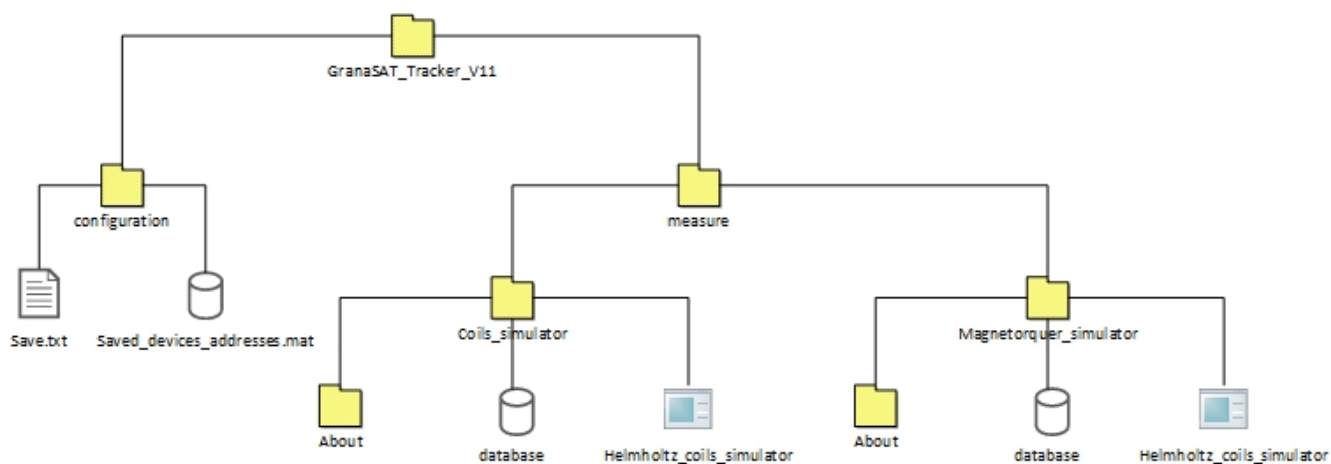 GranaSAT_Tracker_V11
configuration
measure
Save.txt
Saved_devices_addresses.mat
Coils_simulator
Magnetorquer_simulator
About
database
Helmholtz_coils_simulator
About
database
Helmholtz_coils_simulator